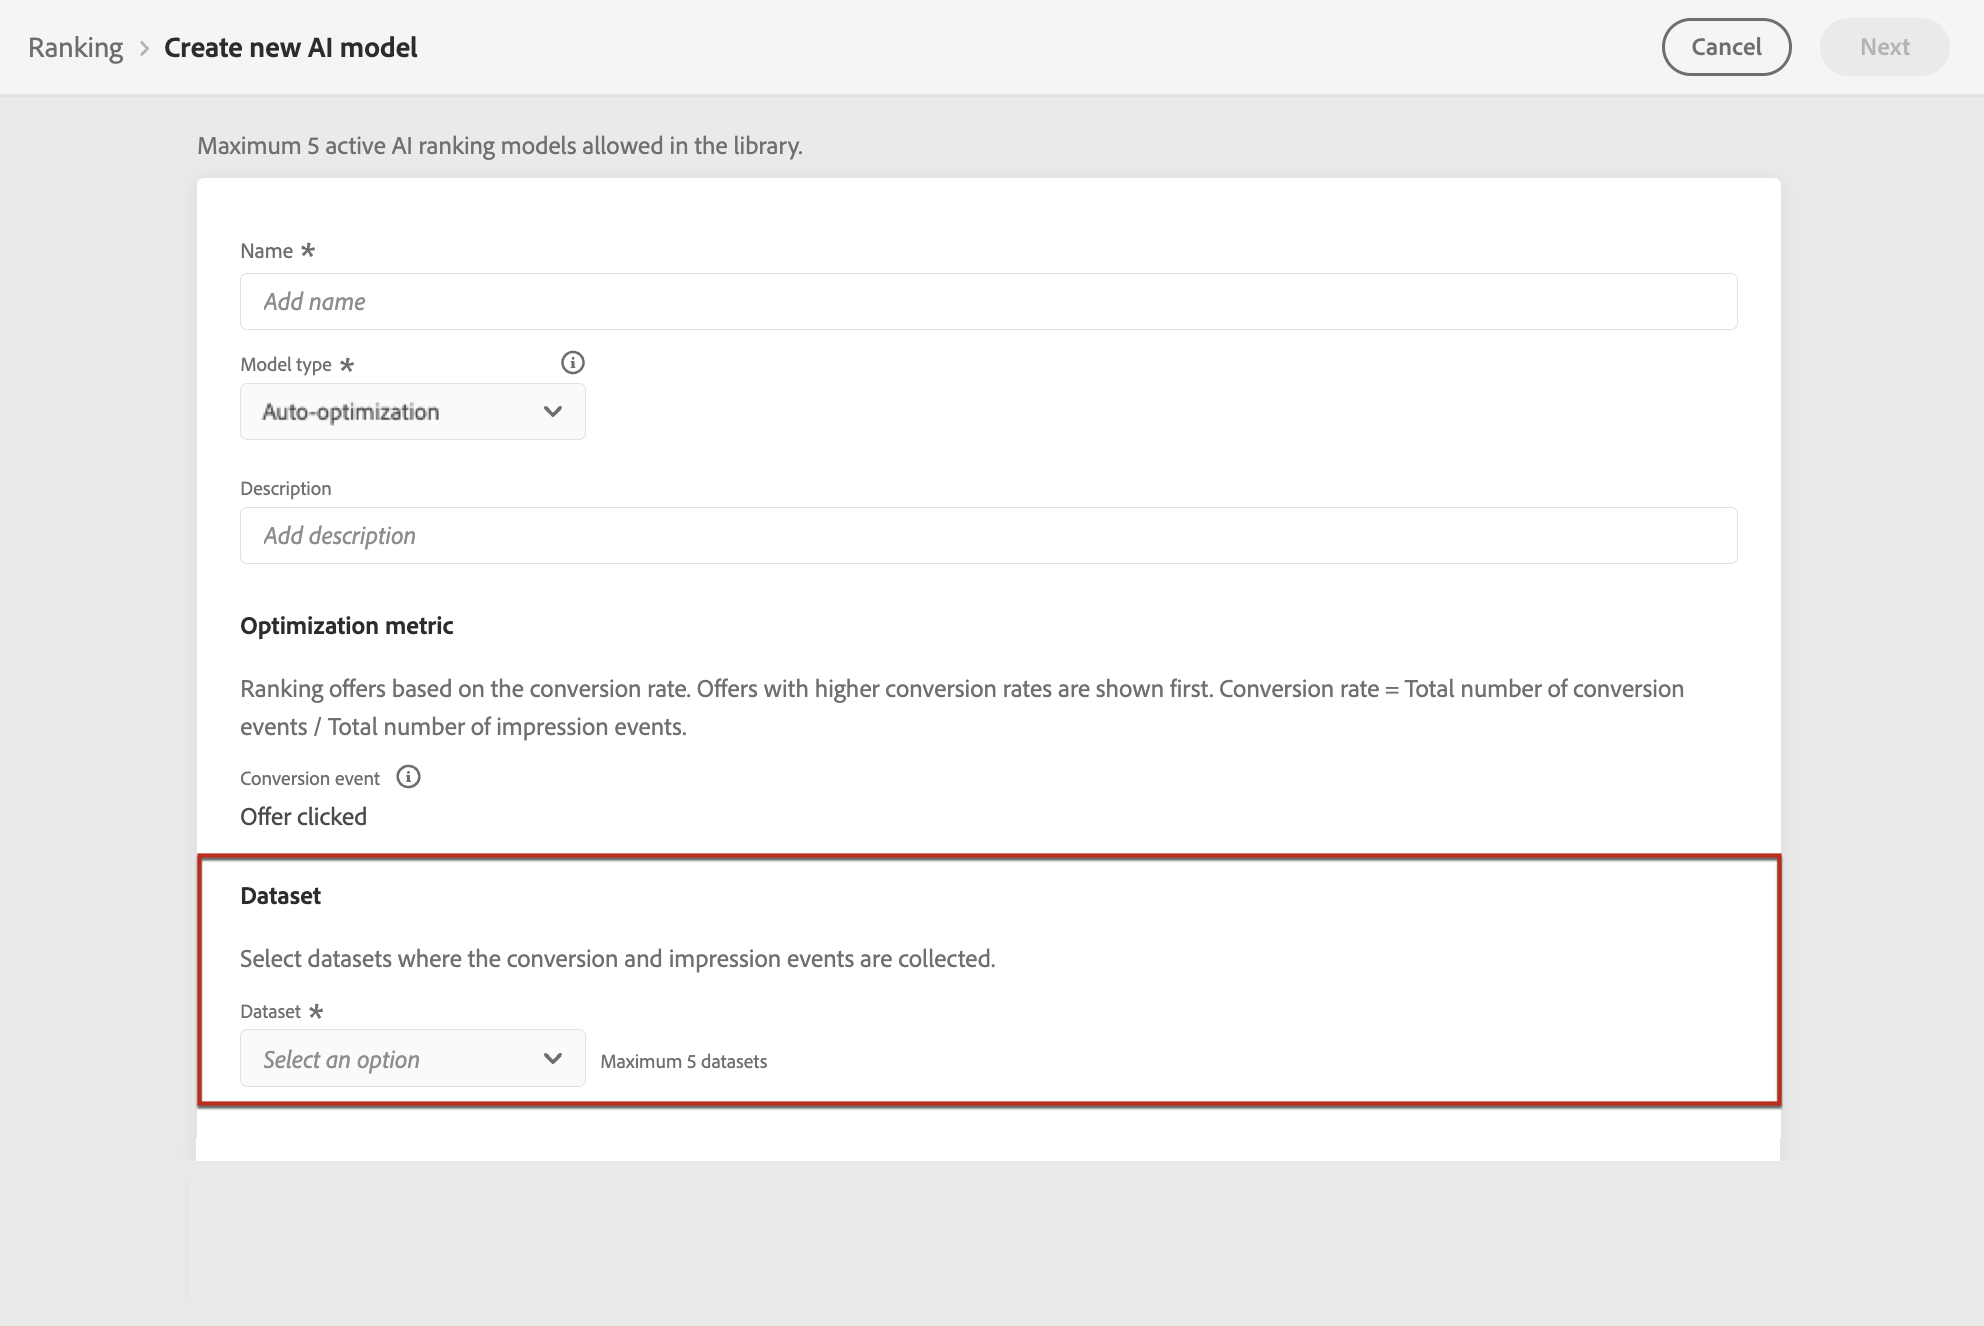 Ranking > Create new AI model
Cancel
Next
Maximum 5 active AI ranking models allowed in the library.
Name *
Add name
Model type *
Auto-optimization
Description
Add description
Optimization metric
Ranking offers based on the conversion rate. Offers with higher conversion rates are shown first. Conversion rate = Total number of conversion
events / Total number of impression events.
Conversion event
Offer clicked
Dataset
Select datasets where the conversion and impression events are collected.
Dataset *
Select an option
Maximum 5 datasets